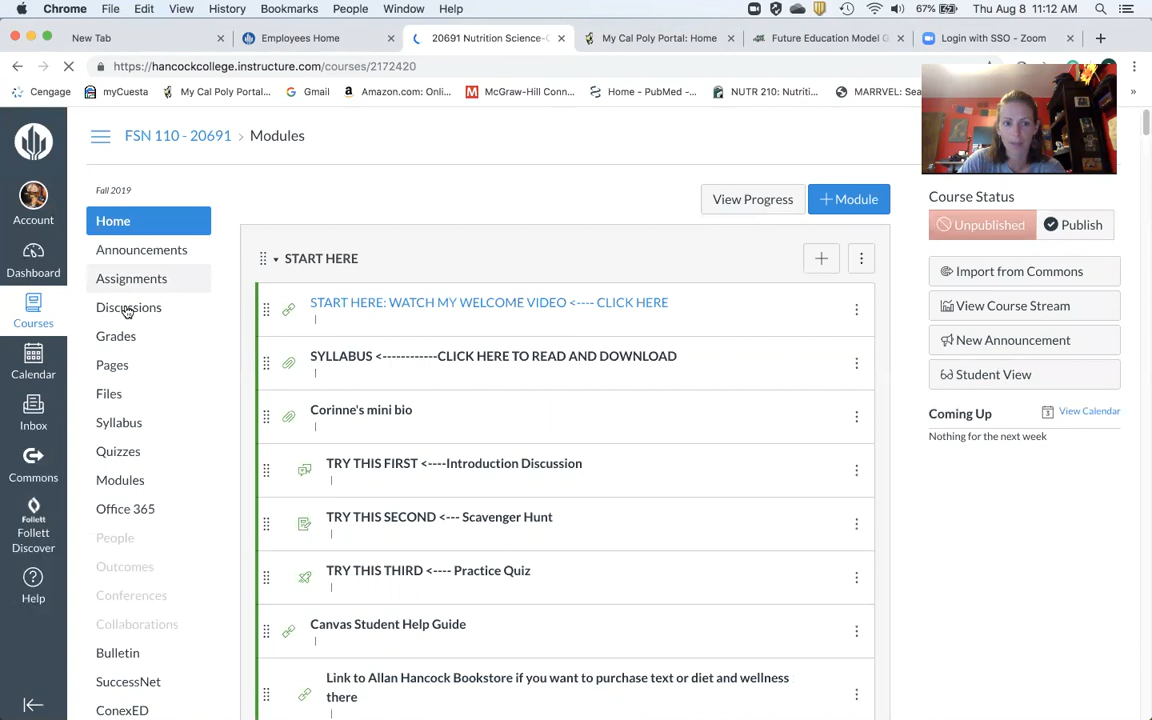 Chrome File Edit View History Bookmarks People Window Help 67% Thu Aug 8 11:12 AM
New Tab Employees Home 20691 Nutrition Science- My Cal Poly Portal: Home Future Education Model G Login with SSO - Zoom
https://hancockcollege.instructure.com/courses/2172420
Cengage myCuesta My Cal Poly Portal... Gmail Amazon.com: Onli... McGraw-Hill Conn... Home - PubMed -... NUTR 210: Nutriti... MARRVEL: Sea
FSN 110 - 20691 › Modules
Fall 2019
Home
Announcements
Assignments
Discussions
Grades
Pages
Files
Syllabus
Quizzes
Modules
Office 365
People
Outcomes
Conferences
Collaborations
Bulletin
SuccessNet
ConexED
Account
Dashboard
Courses
Calendar
Inbox
Commons
Follett
Follett
Discover
Help
View Progress + Module
START HERE
START HERE: WATCH MY WELCOME VIDEO <---- CLICK HERE
SYLLABUS <------------CLICK HERE TO READ AND DOWNLOAD
Corinne's mini bio
TRY THIS FIRST <----Introduction Discussion
TRY THIS SECOND <--- Scavenger Hunt
TRY THIS THIRD <---- Practice Quiz
Canvas Student Help Guide
Link to Allan Hancock Bookstore if you want to purchase text or diet and wellness
there
Course Status
Unpublished Publish
Import from Commons
View Course Stream
New Announcement
Student View
Coming Up View Calendar
Nothing for the next week